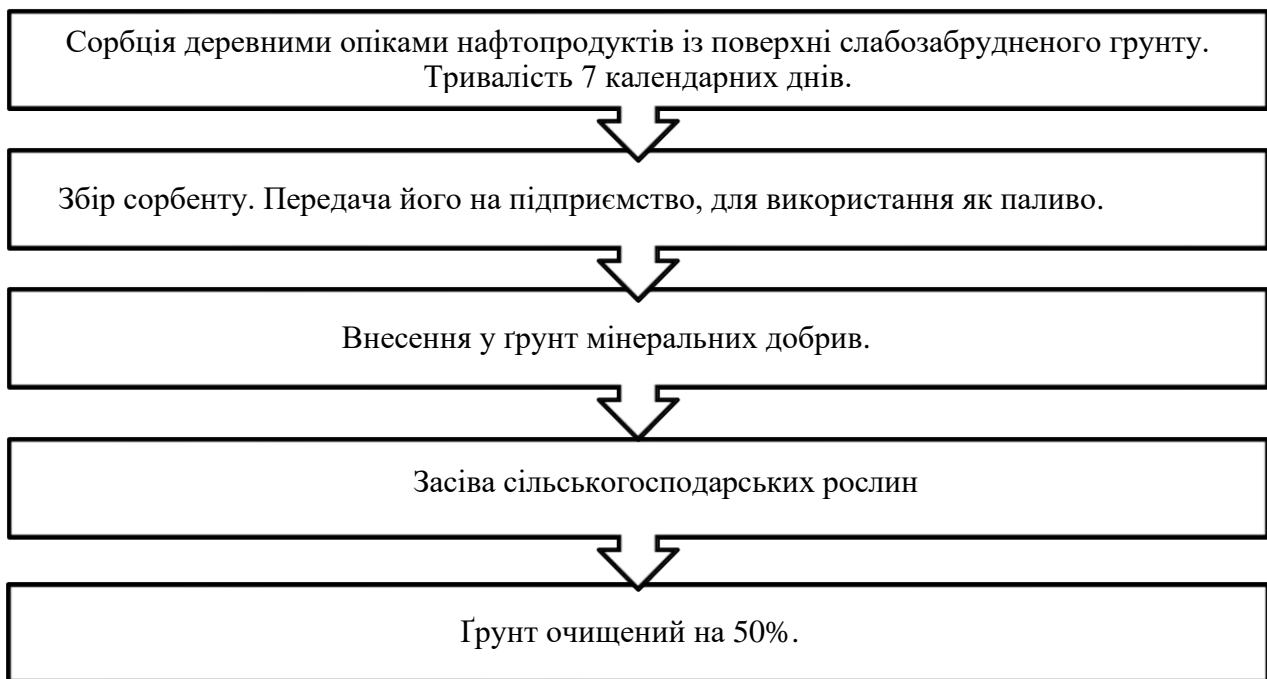 Сорбція деревними опіками нафтопродуктів із поверхні слабозабрудненого грунту.
Тривалість 7 календарних днів.
Збір сорбенту. Передача його на підприємство, для використання як паливо.
Внесення у ґрунт мінеральних добрив.
Засіва сільськогосподарських рослин
Ґрунт очищений на 50%.